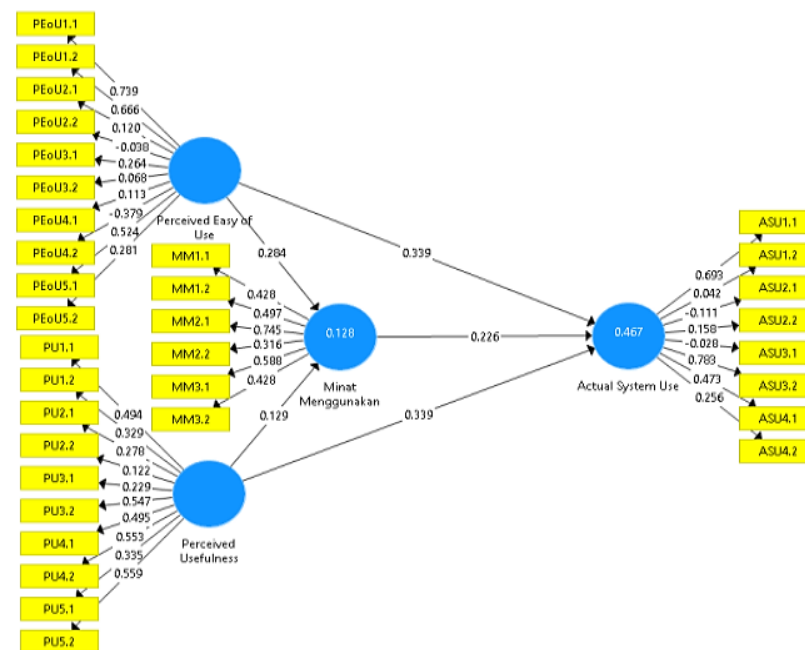 PEoU1.1
PEoU1.2
PEoU2.1
PEoU2.2
PEoU3.1
PEoU3.2
PEoU4.1
PEoU4.2
PEoU5.1
PEoU5.2
0.739
0.666
0.120
-0.038
0.264
0.068
0.113
-0.379
0.524
0.281
Perceived Easy of
Use
0.284
0.339
MM1.1
MM1.2
MM2.1
MM2.2
MM3.1
MM3.2
0.428
0.497
0.745
0.316
0.588
0.428
0.128
Minat
Menggunakan
0.226
0.129
0.339
PU1.1
PU1.2
PU2.1
PU2.2
PU3.1
PU3.2
PU4.1
PU4.2
PU5.1
PU5.2
0.494
0.329
0.278
0.122
0.229
0.547
0.495
0.553
0.335
0.559
Perceived
Usefulness
0.467
Actual System Use
0.693
0.042
-0.111
0.158
-0.028
0.783
0.473
0.256
ASU1.1
ASU1.2
ASU2.1
ASU2.2
ASU3.1
ASU3.2
ASU4.1
ASU4.2